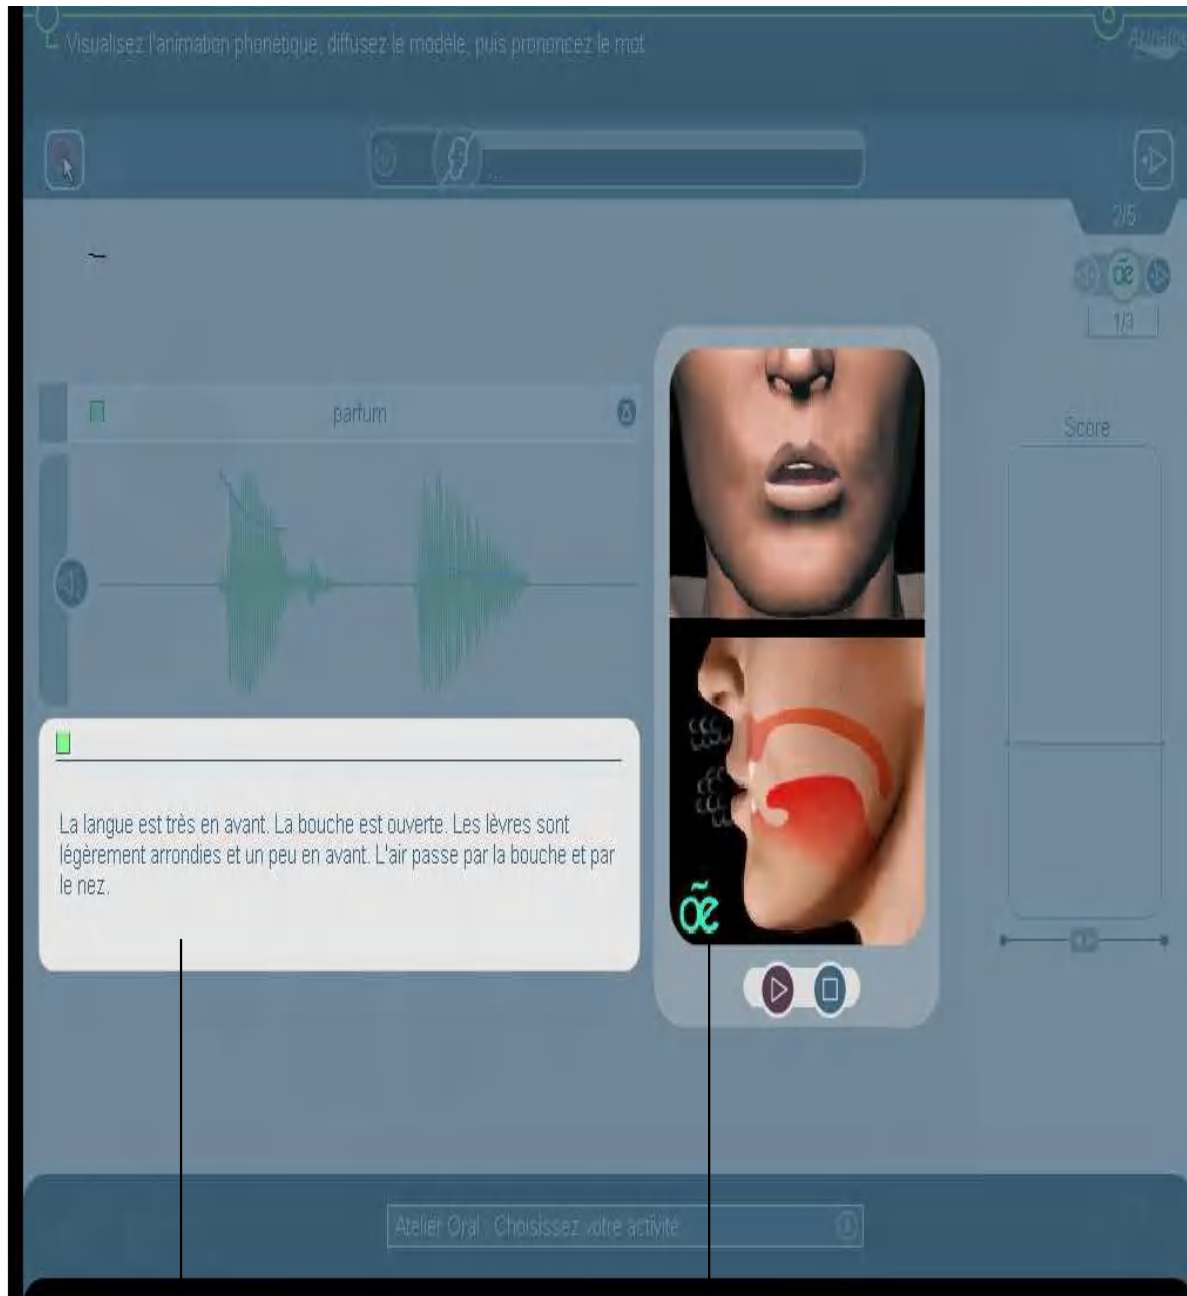 Visualisez l'animation phonétique, diffusez le modèle, puis prononcez le mot
...
2/5
œ̃
1/3
parfum
Score
La langue est très en avant. La bouche est ouverte. Les lèvres sont
légèrement arrondies et un peu en avant. L'air passe par la bouche et par
le nez.
œ̃
Atelier Oral : Choisissez votre activité